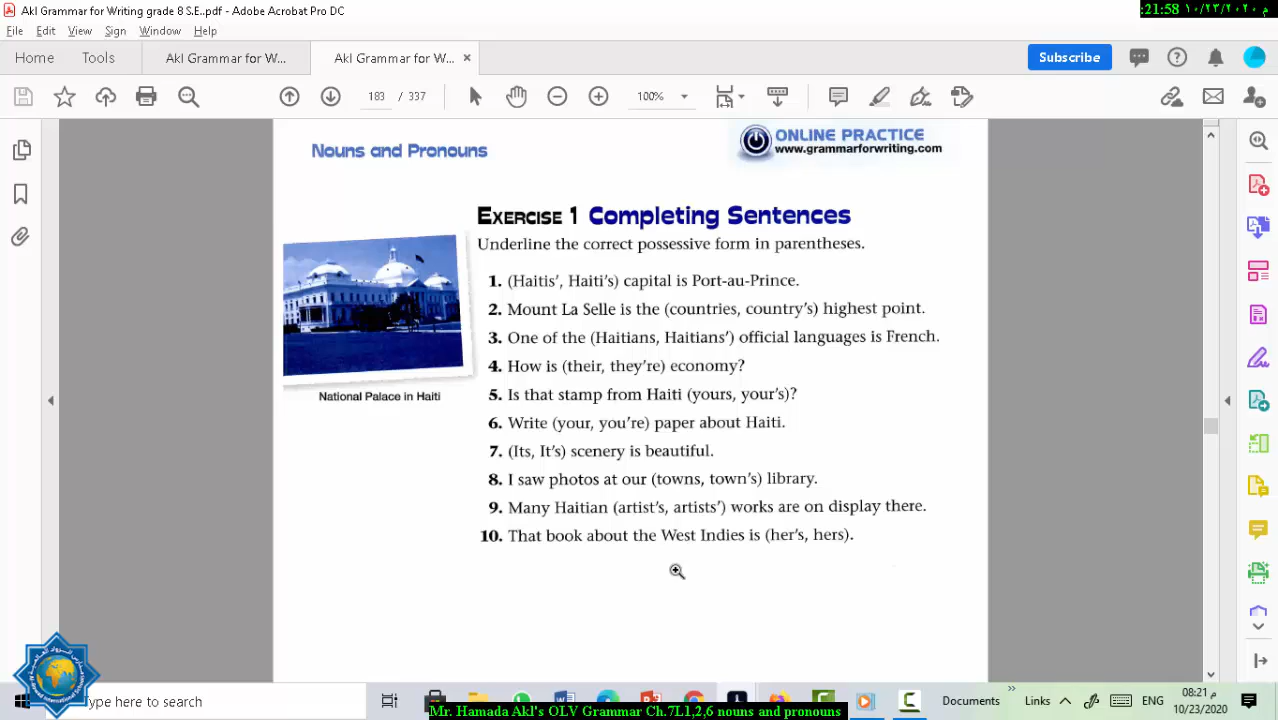 Akl Grammar for Writing grade 8 S.E..pdf - Adobe Acrobat Pro DC
:21:58 ١٠/٢٣/٢٠٢٠ م
File Edit View Sign Window Help
Home Tools Akl Grammar for W... Akl Grammar for W... × Subscribe
183 / 337 100%
Nouns and Pronouns
ONLINE PRACTICE
www.grammarforwriting.com
EXERCISE 1 Completing Sentences
Underline the correct possessive form in parentheses.
1. (Haitis', Haiti's) capital is Port-au-Prince.
2. Mount La Selle is the (countries, country's) highest point.
3. One of the (Haitians, Haitians') official languages is French.
4. How is (their, they're) economy?
5. Is that stamp from Haiti (yours, your's)?
6. Write (your, you're) paper about Haiti.
7. (Its, It's) scenery is beautiful.
8. I saw photos at our (towns, town's) library.
9. Many Haitian (artist's, artists') works are on display there.
10. That book about the West Indies is (her's, hers).
National Palace in Haiti
ype here to search
Documents » Links ENG 08:21 م
10/23/2020
Mr. Hamada Akl's OLV Grammar Ch.7L1,2,6 nouns and pronouns